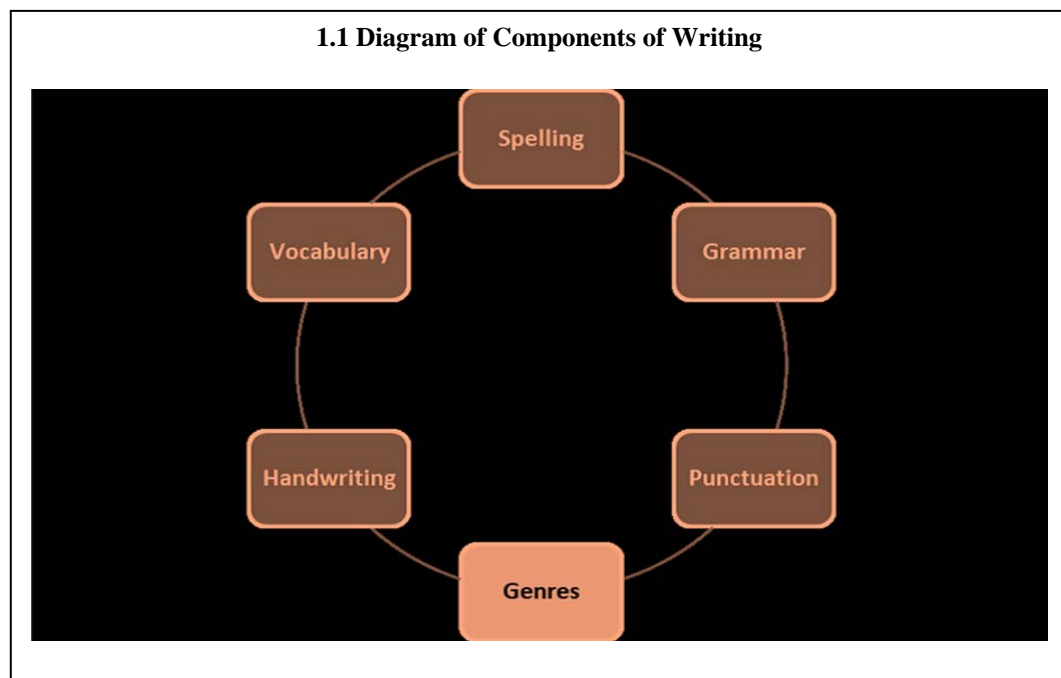 1.1 Diagram of Components of Writing
Spelling
Vocabulary
Grammar
Handwriting
Punctuation
Genres